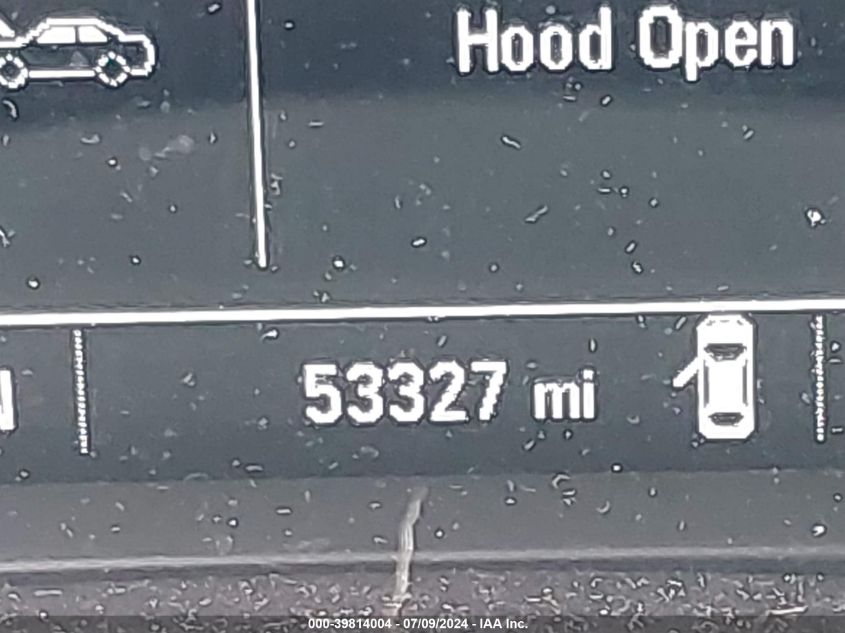 Hood Open
53327 mi
000-39814004 - 07/09/2024 - IAA Inc.